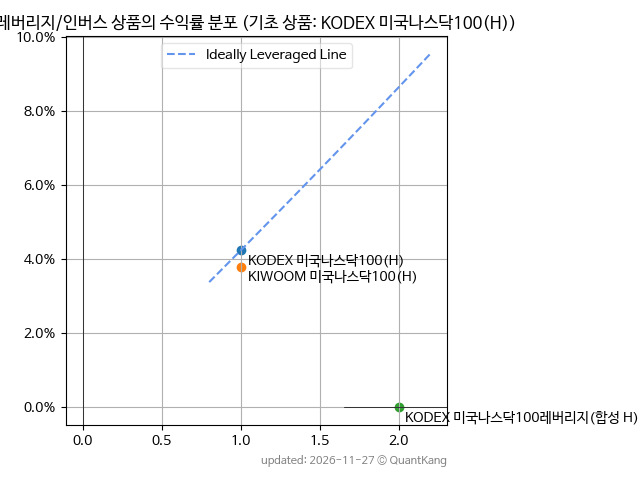 레버리지/인버스 상품의 수익률 분포 (기초 상품: KODEX 미국나스닥100(H))
10.0%
Ideally Leveraged Line
8.0%
6.0%
4.0%
KODEX 미국나스닥100(H)
KIWOOM 미국나스닥100(H)
2.0%
0.0%
KODEX 미국나스닥100레버리지(합성 H)
0.0 0.5 1.0 1.5 2.0
updated: 2026-11-27 © QuantKang